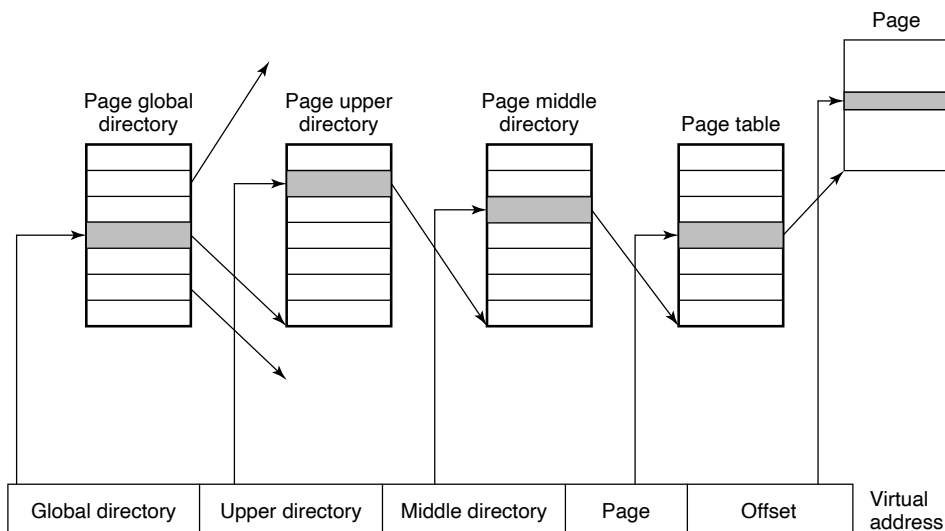 Page
Page global
directory
Page upper
directory
Page middle
directory
Page table
Global directory
Upper directory
Middle directory
Page
Offset
Virtual
address